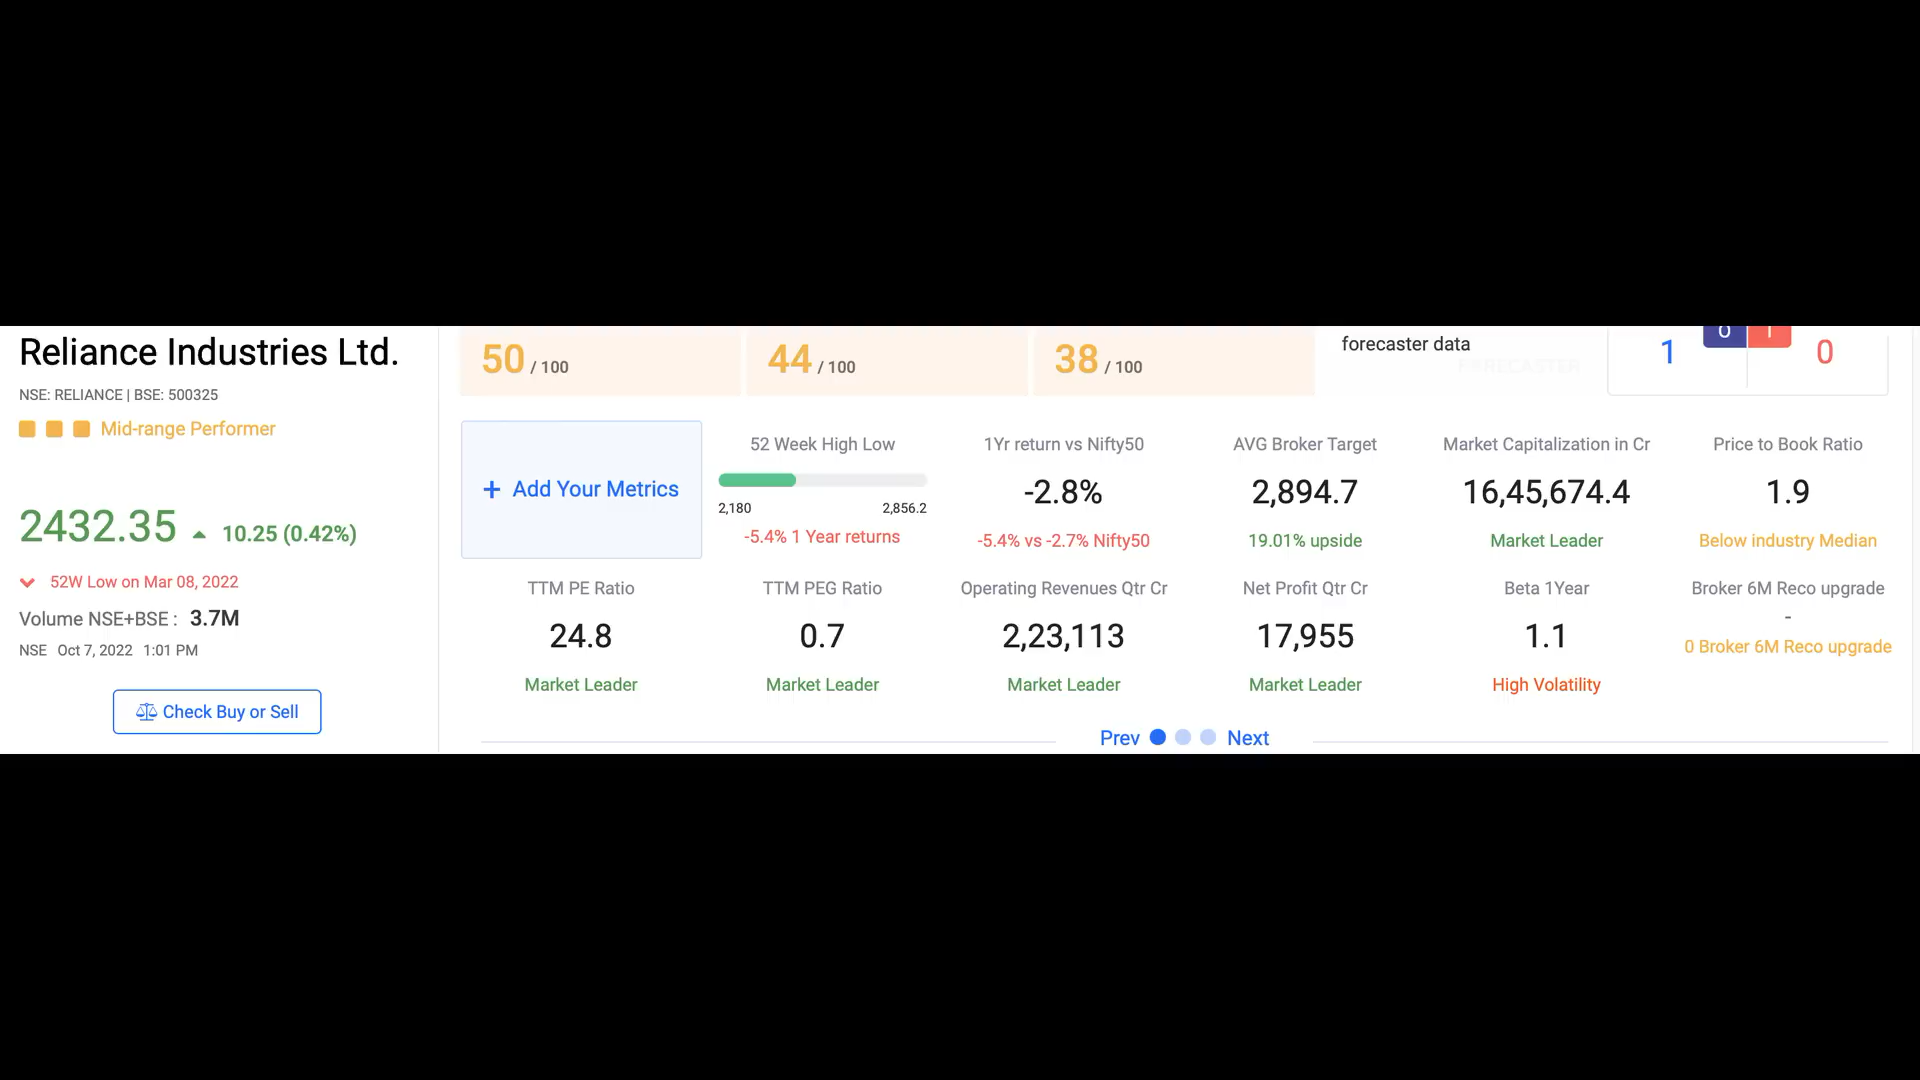 Reliance Industries Ltd.
NSE: RELIANCE | BSE: 500325
Mid-range Performer
2432.35 10.25 (0.42%)
52W Low on Mar 08, 2022
Volume NSE+BSE : 3.7M
NSE Oct 7, 2022 1:01 PM
Check Buy or Sell
50 / 100
44 / 100
38 / 100
forecaster data
FORECASTER
1
0
+ Add Your Metrics
52 Week High Low
2,180 2,856.2
-5.4% 1 Year returns
1Yr return vs Nifty50
-2.8%
-5.4% vs -2.7% Nifty50
AVG Broker Target
2,894.7
19.01% upside
Market Capitalization in Cr
16,45,674.4
Market Leader
Price to Book Ratio
1.9
Below industry Median
TTM PE Ratio
24.8
Market Leader
TTM PEG Ratio
0.7
Market Leader
Operating Revenues Qtr Cr
2,23,113
Market Leader
Net Profit Qtr Cr
17,955
Market Leader
Beta 1Year
1.1
High Volatility
Broker 6M Reco upgrade
-
0 Broker 6M Reco upgrade
Prev Next